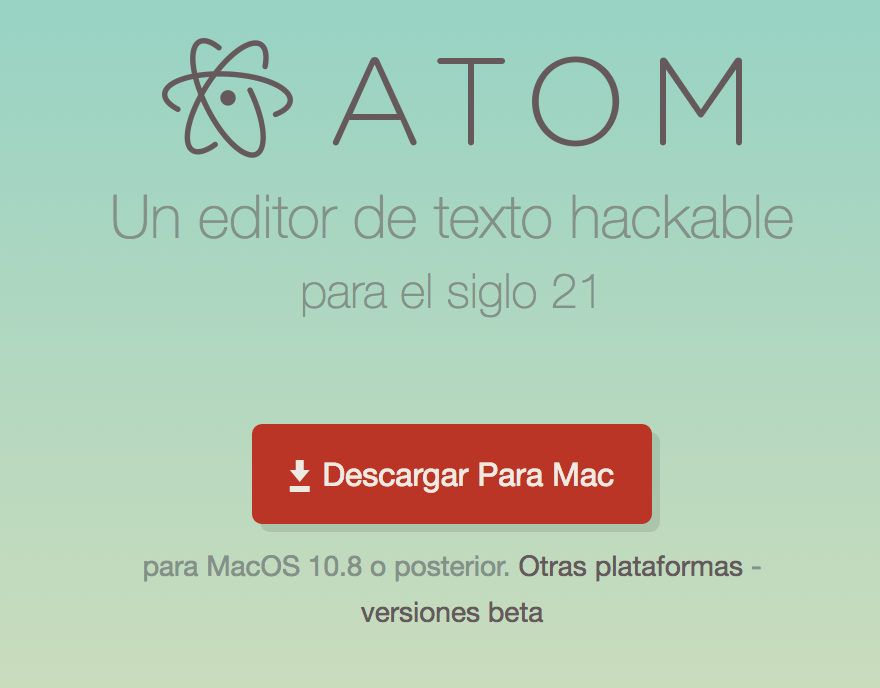 ATOM
Un editor de texto hackable
para el siglo 21
Descargar Para Mac
para MacOS 10.8 o posterior. Otras plataformas -
versiones beta